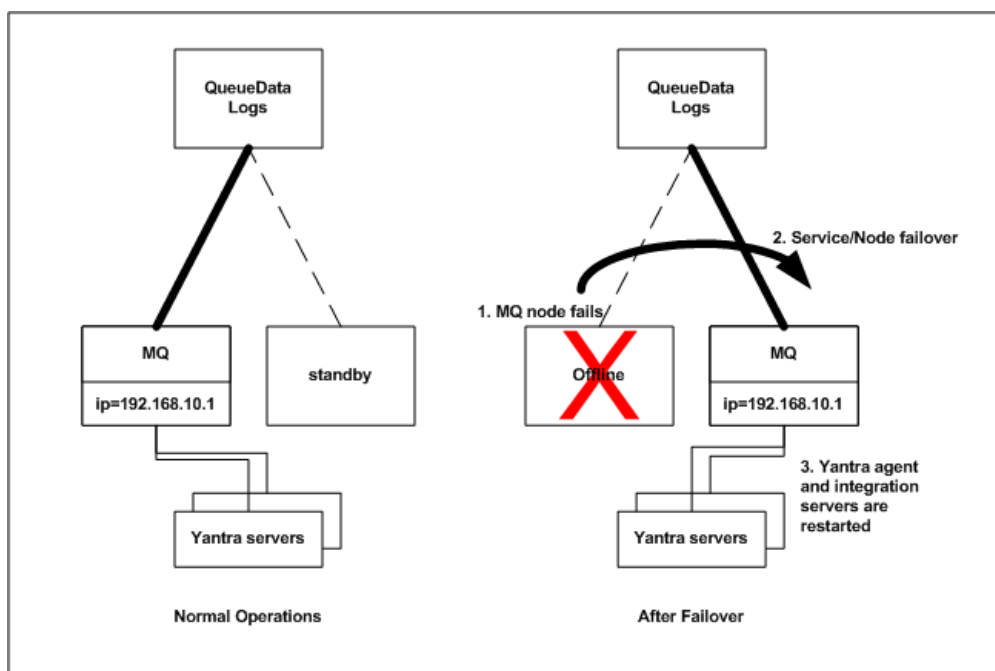 QueueData
Logs
MQ
ip=192.168.10.1
standby
Yantra servers
Normal Operations
QueueData
Logs
2. Service/Node failover
1. MQ node fails
Offline
MQ
ip=192.168.10.1
3. Yantra agent
and integration
servers are
restarted
Yantra servers
After Failover